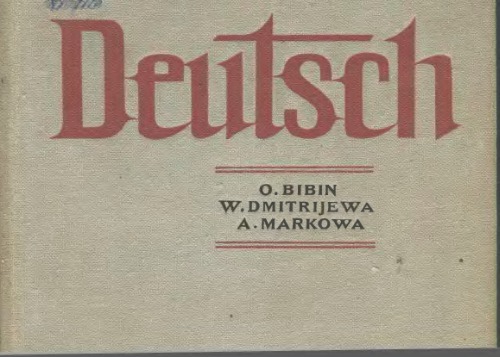 Deutsch
O. BIBIN
W. DMITRIJEWA
A. MARKOWA